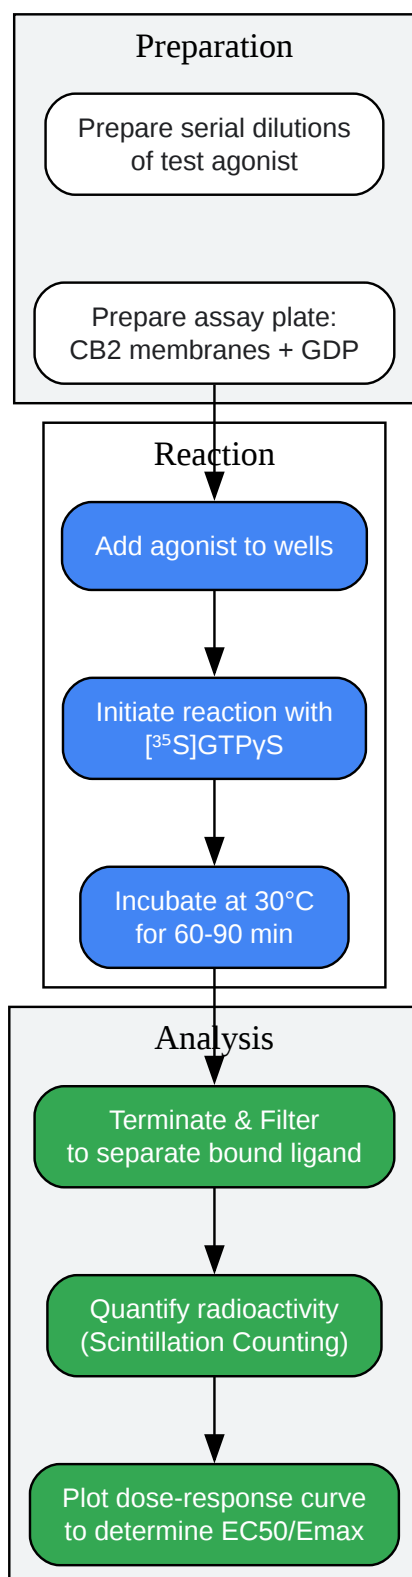 Preparation
Prepare serial dilutions
of test agonist
Prepare assay plate:
CB2 membranes + GDP
Reaction
Add agonist to wells
Initiate reaction with
[³⁵S]GTPγS
Incubate at 30°C
for 60-90 min
Analysis
Terminate & Filter
to separate bound ligand
Quantify radioactivity
(Scintillation Counting)
Plot dose-response curve
to determine EC50/Emax